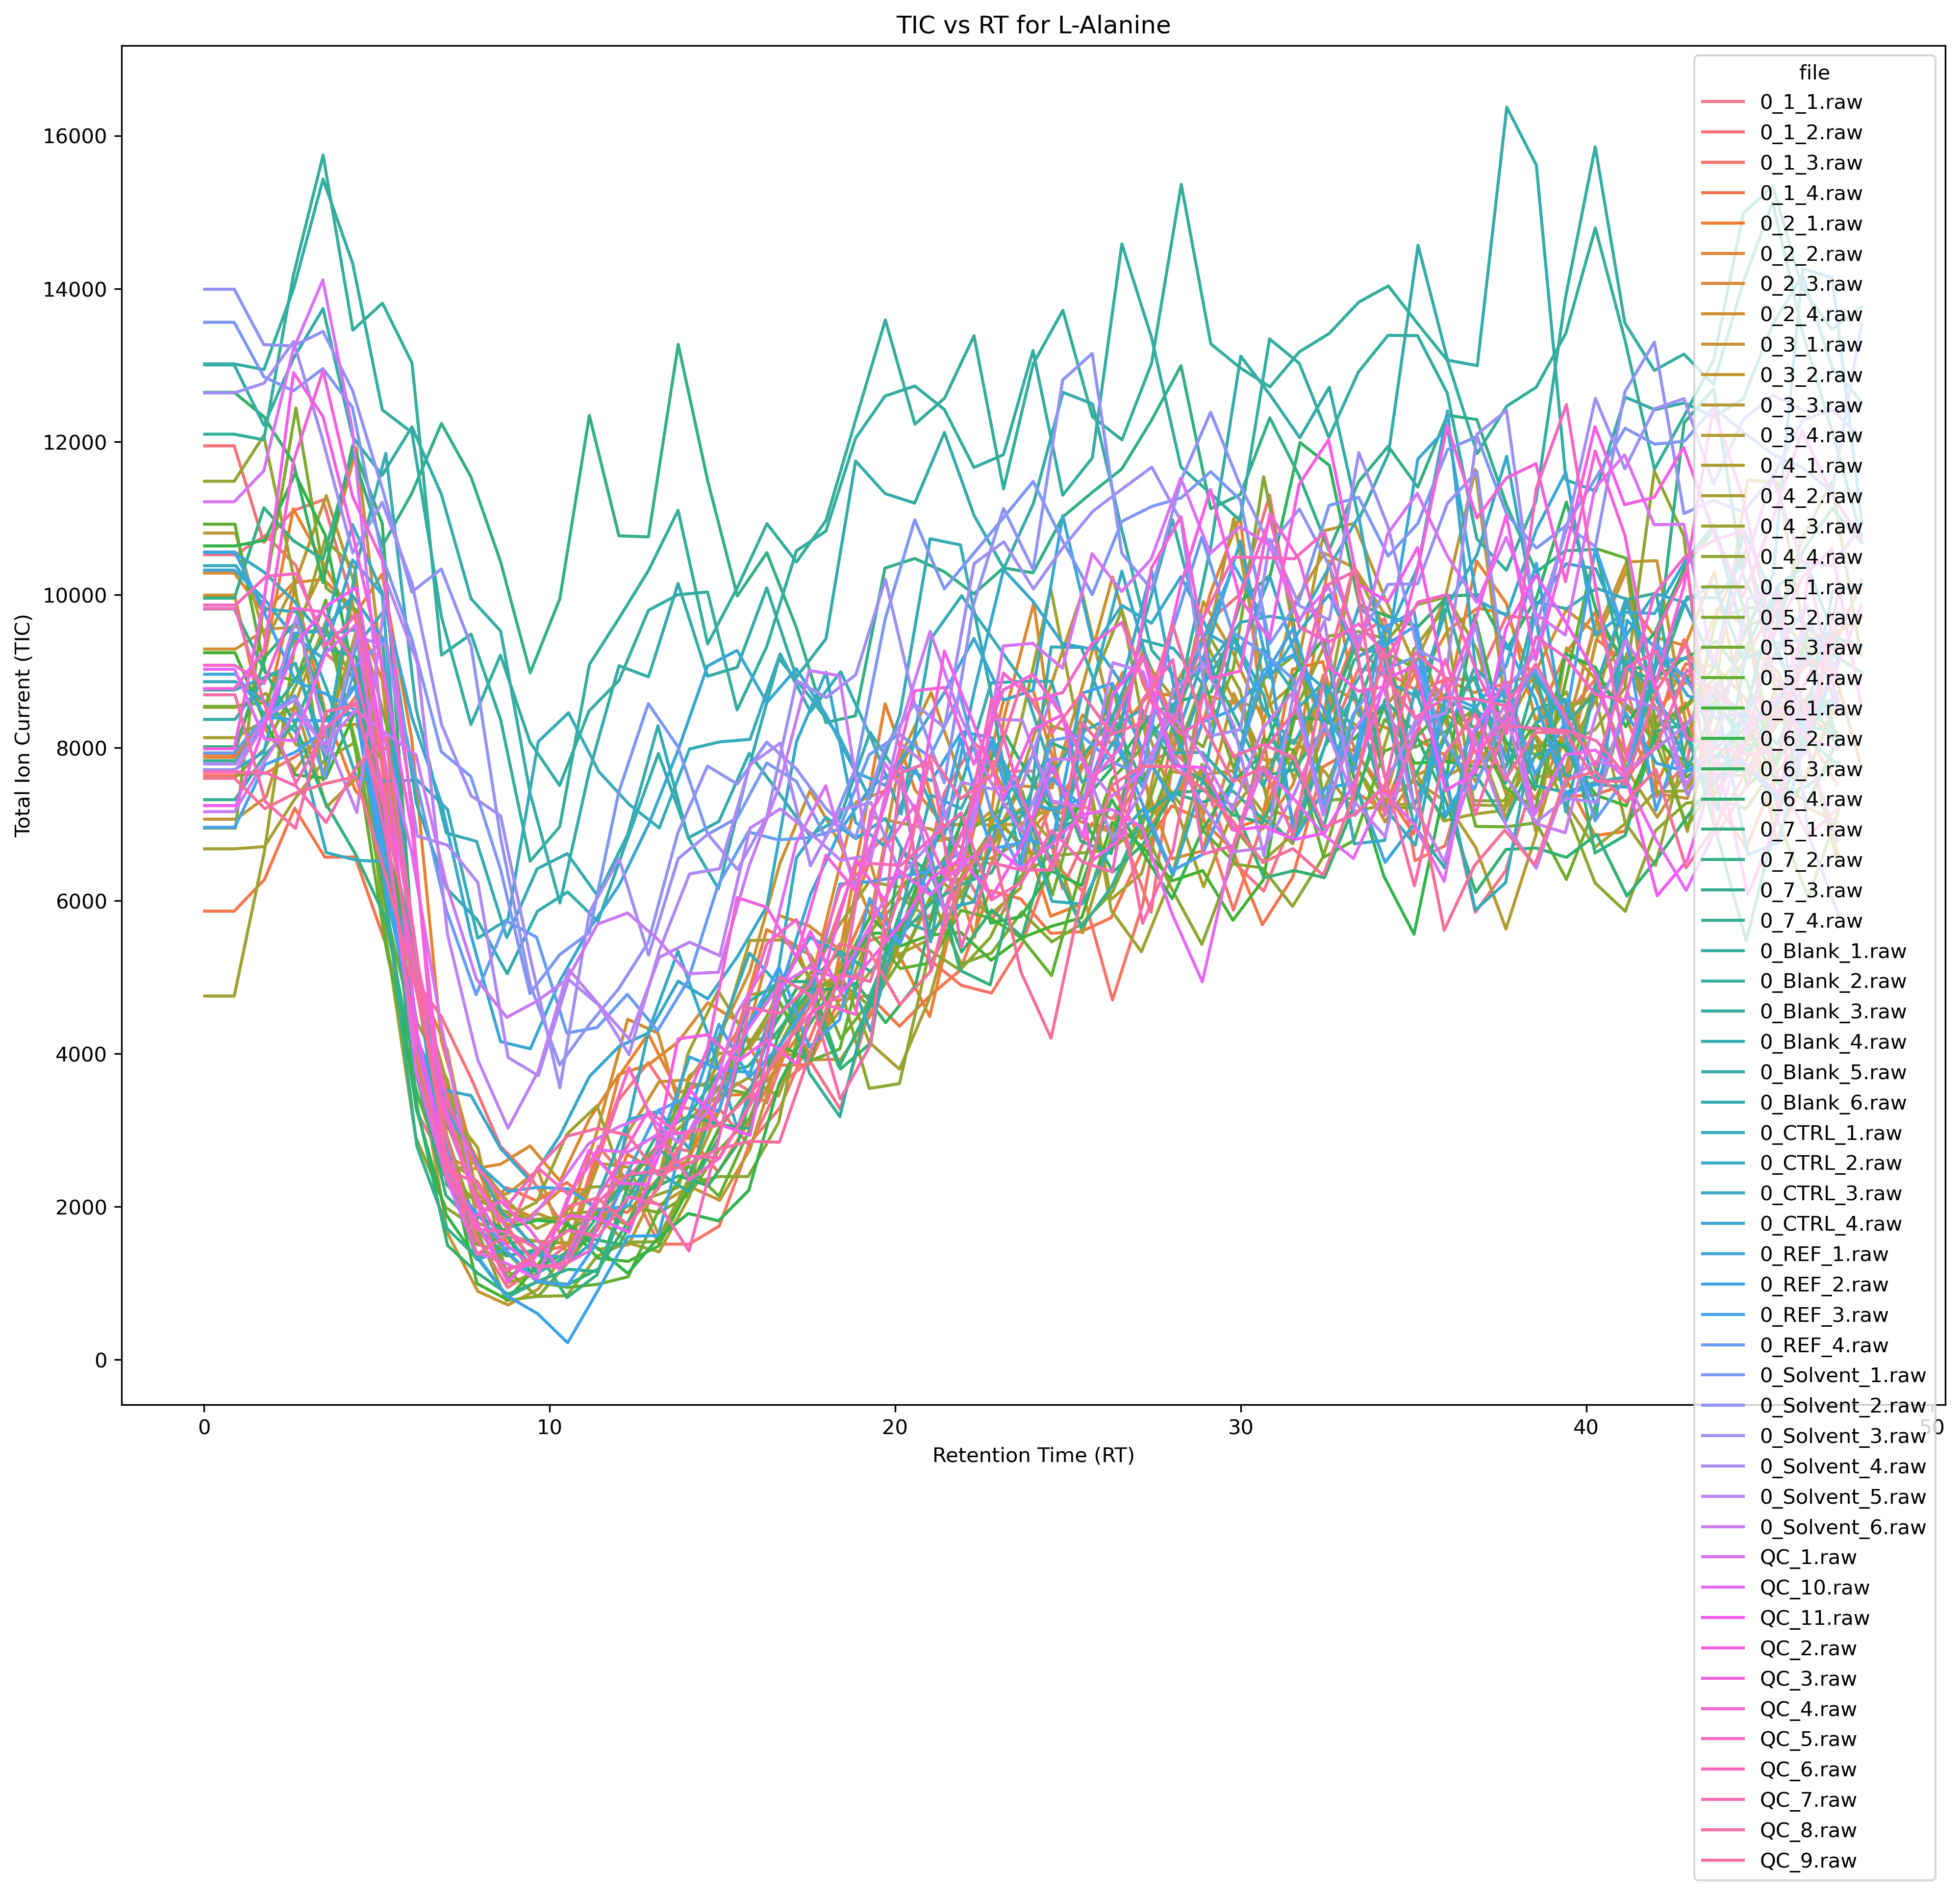 TIC vs RT for L-Alanine
Total Ion Current (TIC)
16000
14000
12000
10000
8000
6000
4000
2000
0
0
10
20
30
40
50
Retention Time (RT)
file
0_1_1.raw
0_1_2.raw
0_1_3.raw
0_1_4.raw
0_2_1.raw
0_2_2.raw
0_2_3.raw
0_2_4.raw
0_3_1.raw
0_3_2.raw
0_3_3.raw
0_3_4.raw
0_4_1.raw
0_4_2.raw
0_4_3.raw
0_4_4.raw
0_5_1.raw
0_5_2.raw
0_5_3.raw
0_5_4.raw
0_6_1.raw
0_6_2.raw
0_6_3.raw
0_6_4.raw
0_7_1.raw
0_7_2.raw
0_7_3.raw
0_7_4.raw
0_Blank_1.raw
0_Blank_2.raw
0_Blank_3.raw
0_Blank_4.raw
0_Blank_5.raw
0_Blank_6.raw
0_CTRL_1.raw
0_CTRL_2.raw
0_CTRL_3.raw
0_CTRL_4.raw
0_REF_1.raw
0_REF_2.raw
0_REF_3.raw
0_REF_4.raw
0_Solvent_1.raw
0_Solvent_2.raw
0_Solvent_3.raw
0_Solvent_4.raw
0_Solvent_5.raw
0_Solvent_6.raw
QC_1.raw
QC_10.raw
QC_11.raw
QC_2.raw
QC_3.raw
QC_4.raw
QC_5.raw
QC_6.raw
QC_7.raw
QC_8.raw
QC_9.raw